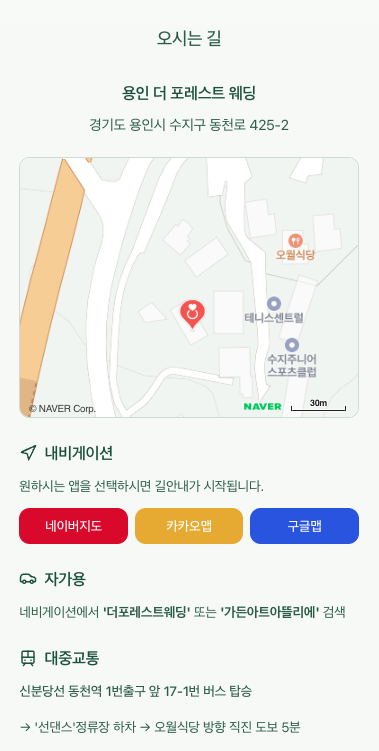 오시는 길
용인 더 포레스트 웨딩
경기도 용인시 수지구 동천로 425-2
오월식당
테니스센트럴
수지주니어
스포츠클럽
© NAVER Corp.
NAVER
30m
내비게이션
원하시는 앱을 선택하시면 길안내가 시작됩니다.
네이버지도
카카오맵
구글맵
자가용
네비게이션에서 '더포레스트웨딩' 또는 '가든아트아뜰리에' 검색
대중교통
신분당선 동천역 1번출구 앞 17-1번 버스 탑승
→ '선댄스'정류장 하차 → 오월식당 방향 직진 도보 5분